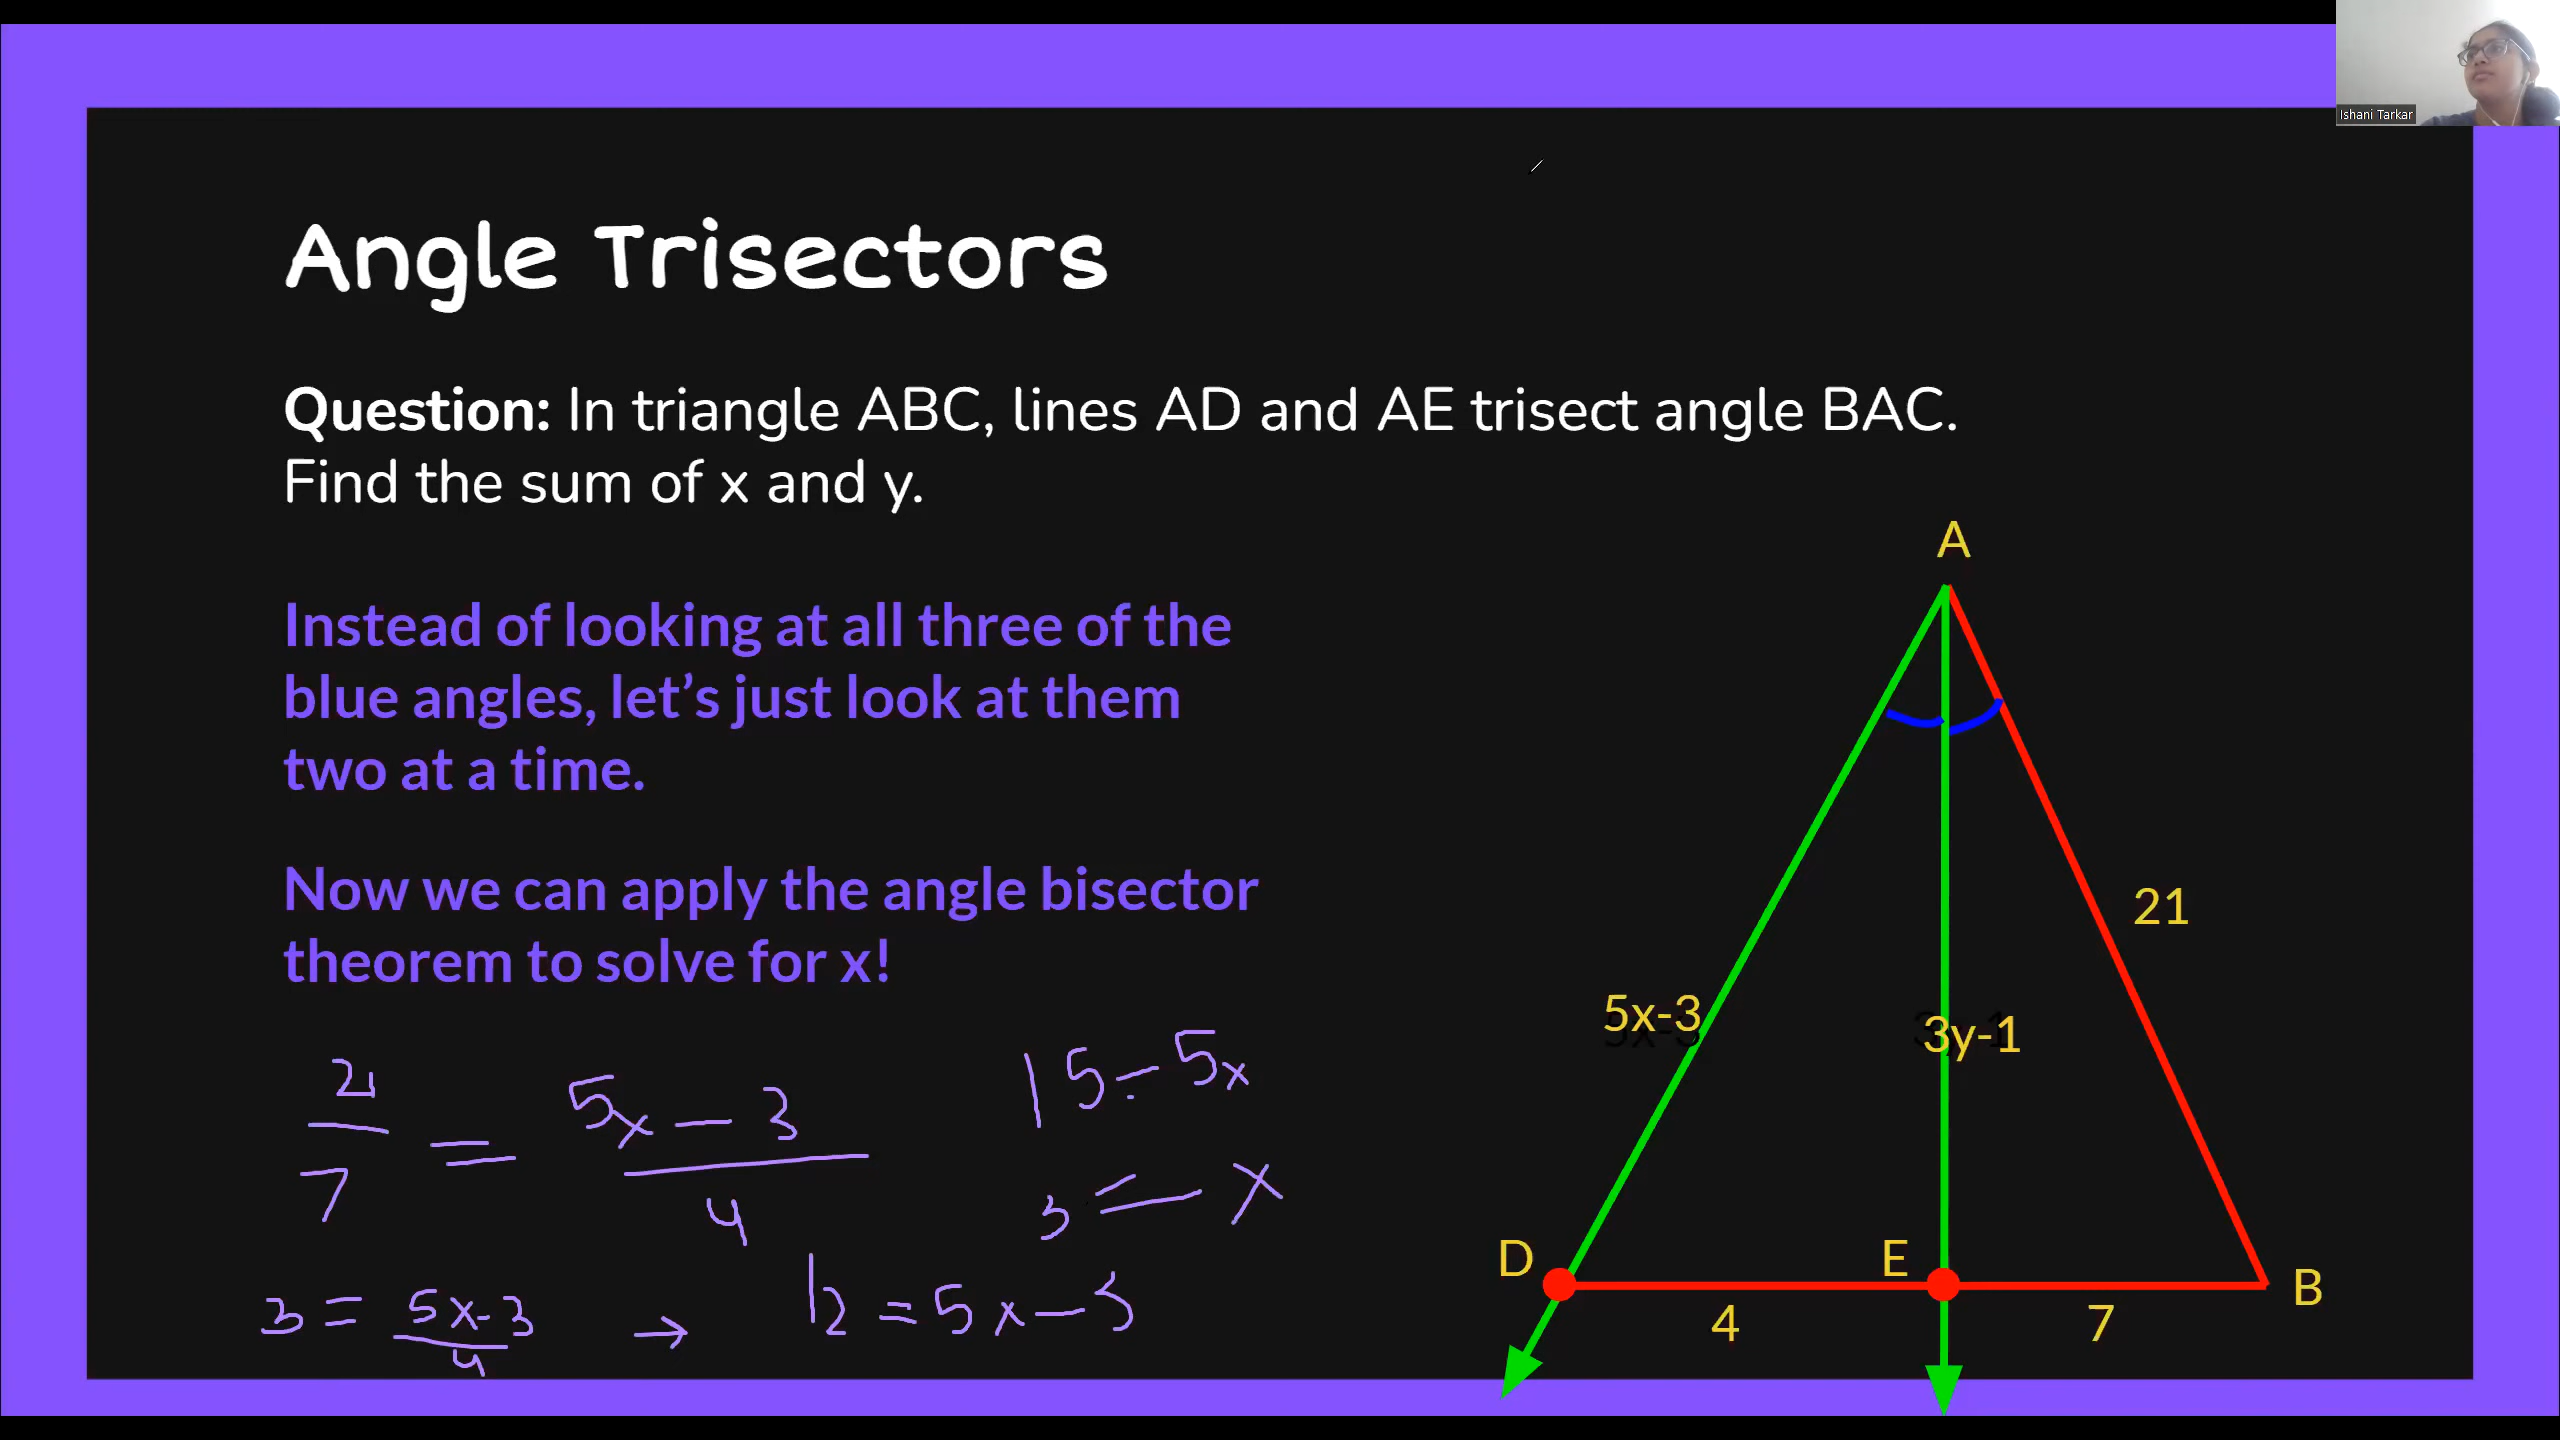 Ishani Tarkar
Angle Trisectors
Question: In triangle ABC, lines AD and AE trisect angle BAC.
Find the sum of x and y.
Instead of looking at all three of the
blue angles, let's just look at them
two at a time.
Now we can apply the angle bisector
theorem to solve for x!
21
7
=
5x - 3
4
3 = 5x-3
4
→
12 = 5x - 3
15 = 5x
3 = x
A
21
5x-3
3y-1
D
E
B
4
7